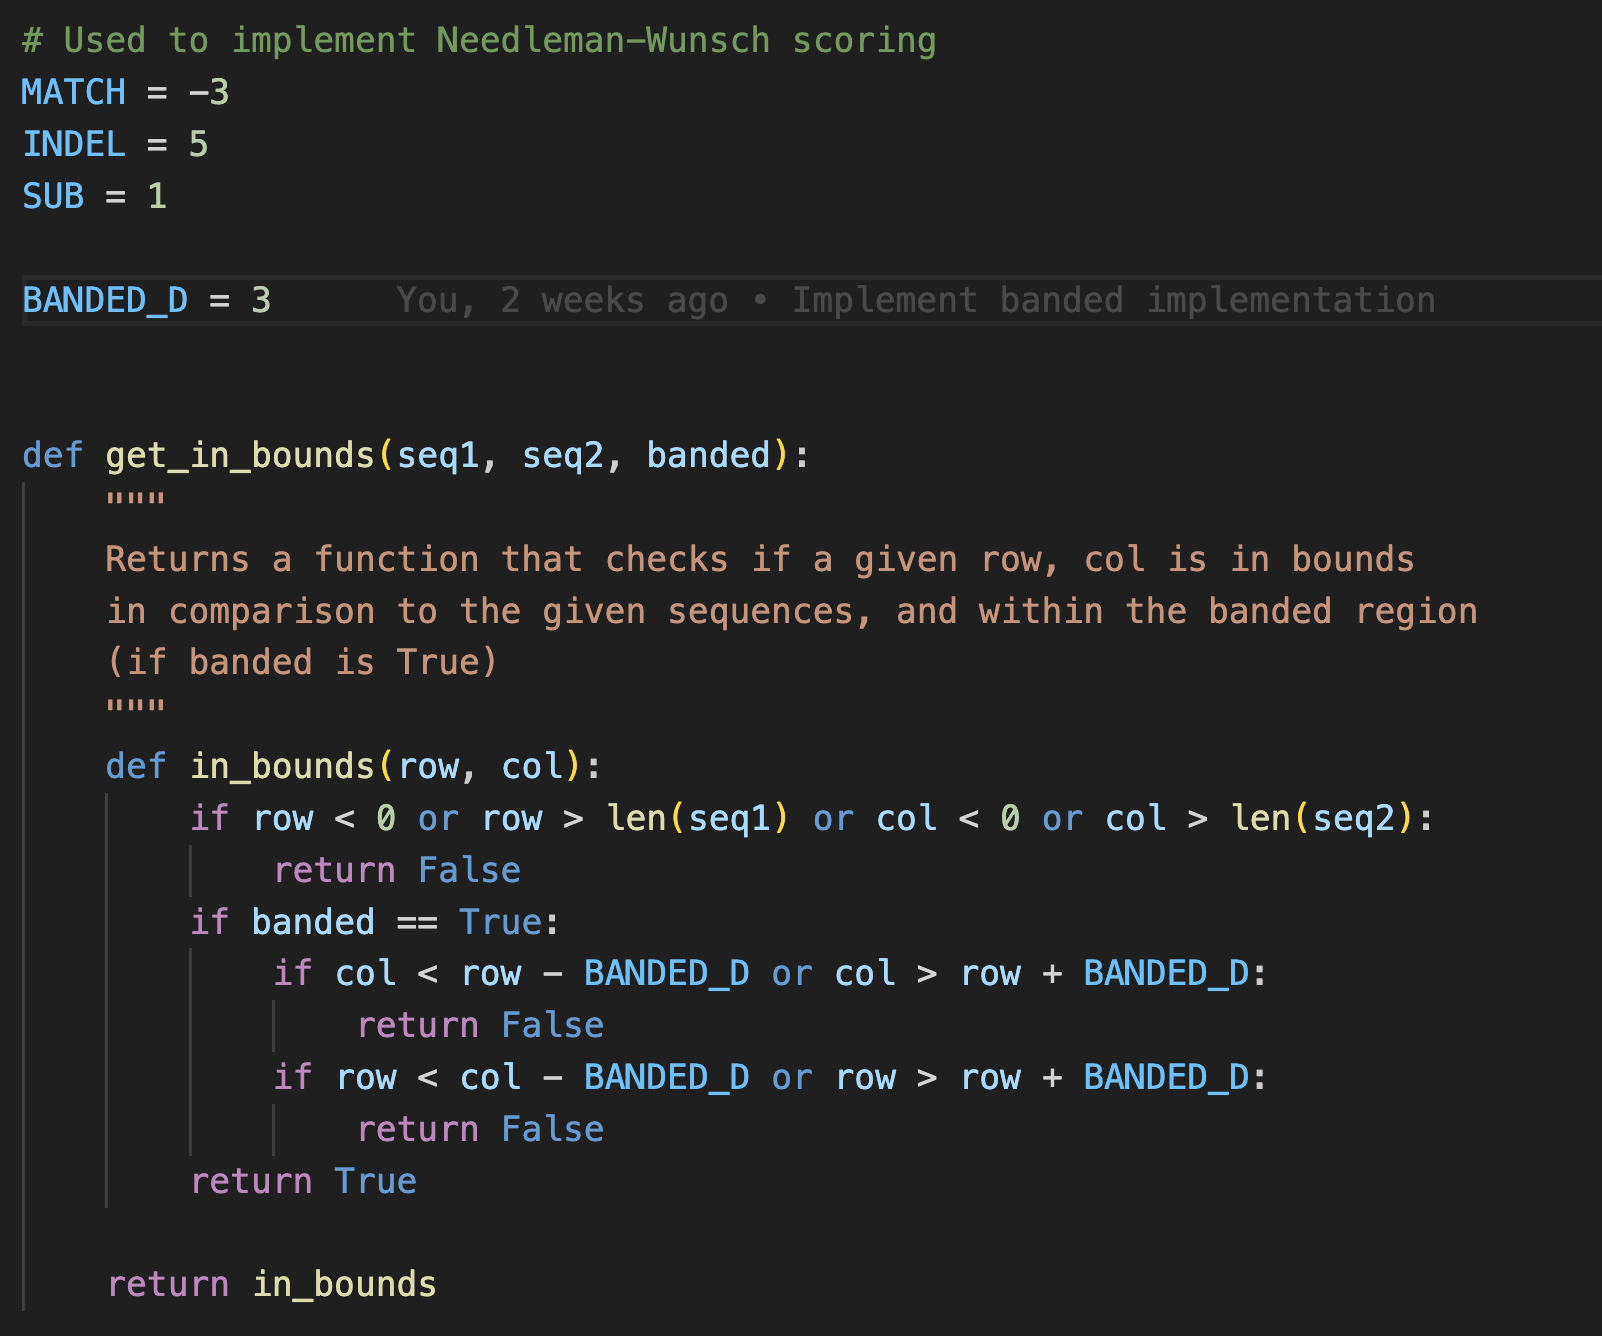 # Used to implement Needleman-Wunsch scoring
MATCH = -3
INDEL = 5
SUB = 1
BANDED_D = 3 You, 2 weeks ago • Implement banded implementation
def get_in_bounds(seq1, seq2, banded):
"""
Returns a function that checks if a given row, col is in bounds
in comparison to the given sequences, and within the banded region
(if banded is True)
"""
def in_bounds(row, col):
if row < 0 or row > len(seq1) or col < 0 or col > len(seq2):
return False
if banded == True:
if col < row - BANDED_D or col > row + BANDED_D:
return False
if row < col - BANDED_D or row > row + BANDED_D:
return False
return True
return in_bounds